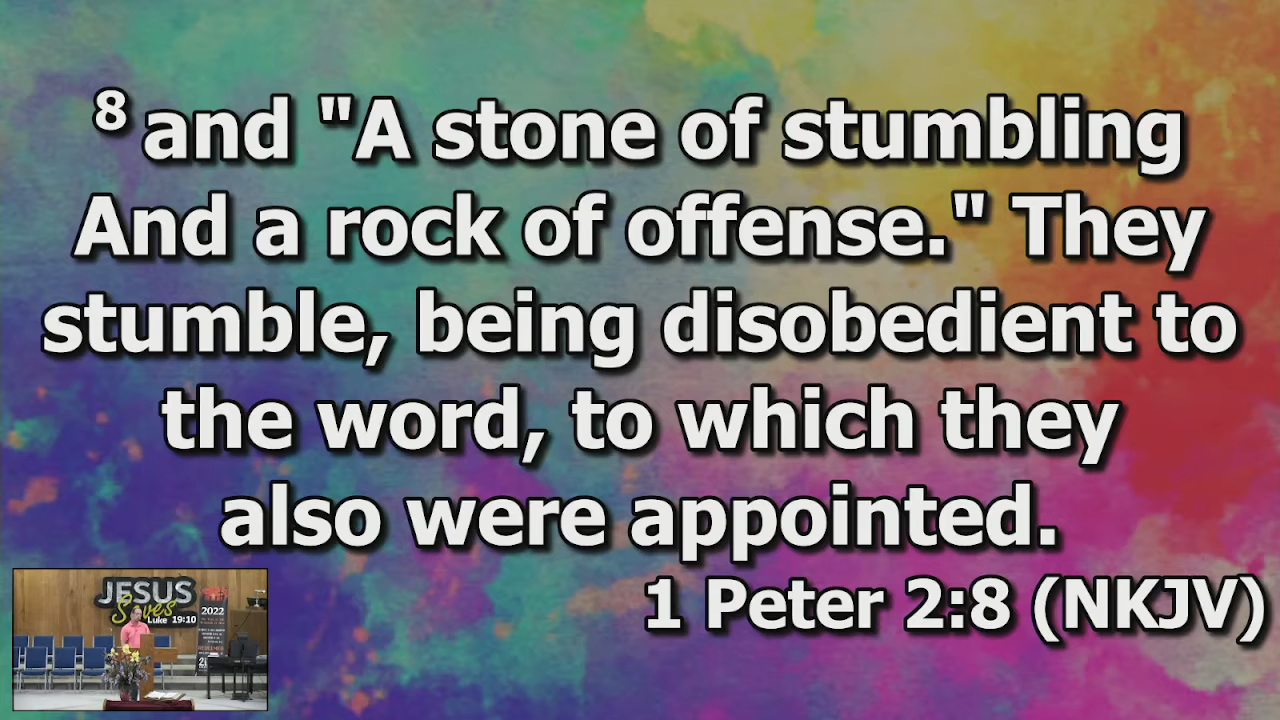 8 and "A stone of stumbling
And a rock of offense." They
stumble, being disobedient to
the word, to which they
also were appointed.
1 Peter 2:8 (NKJV)
JESUS
Saves
Luke 19:10
2022